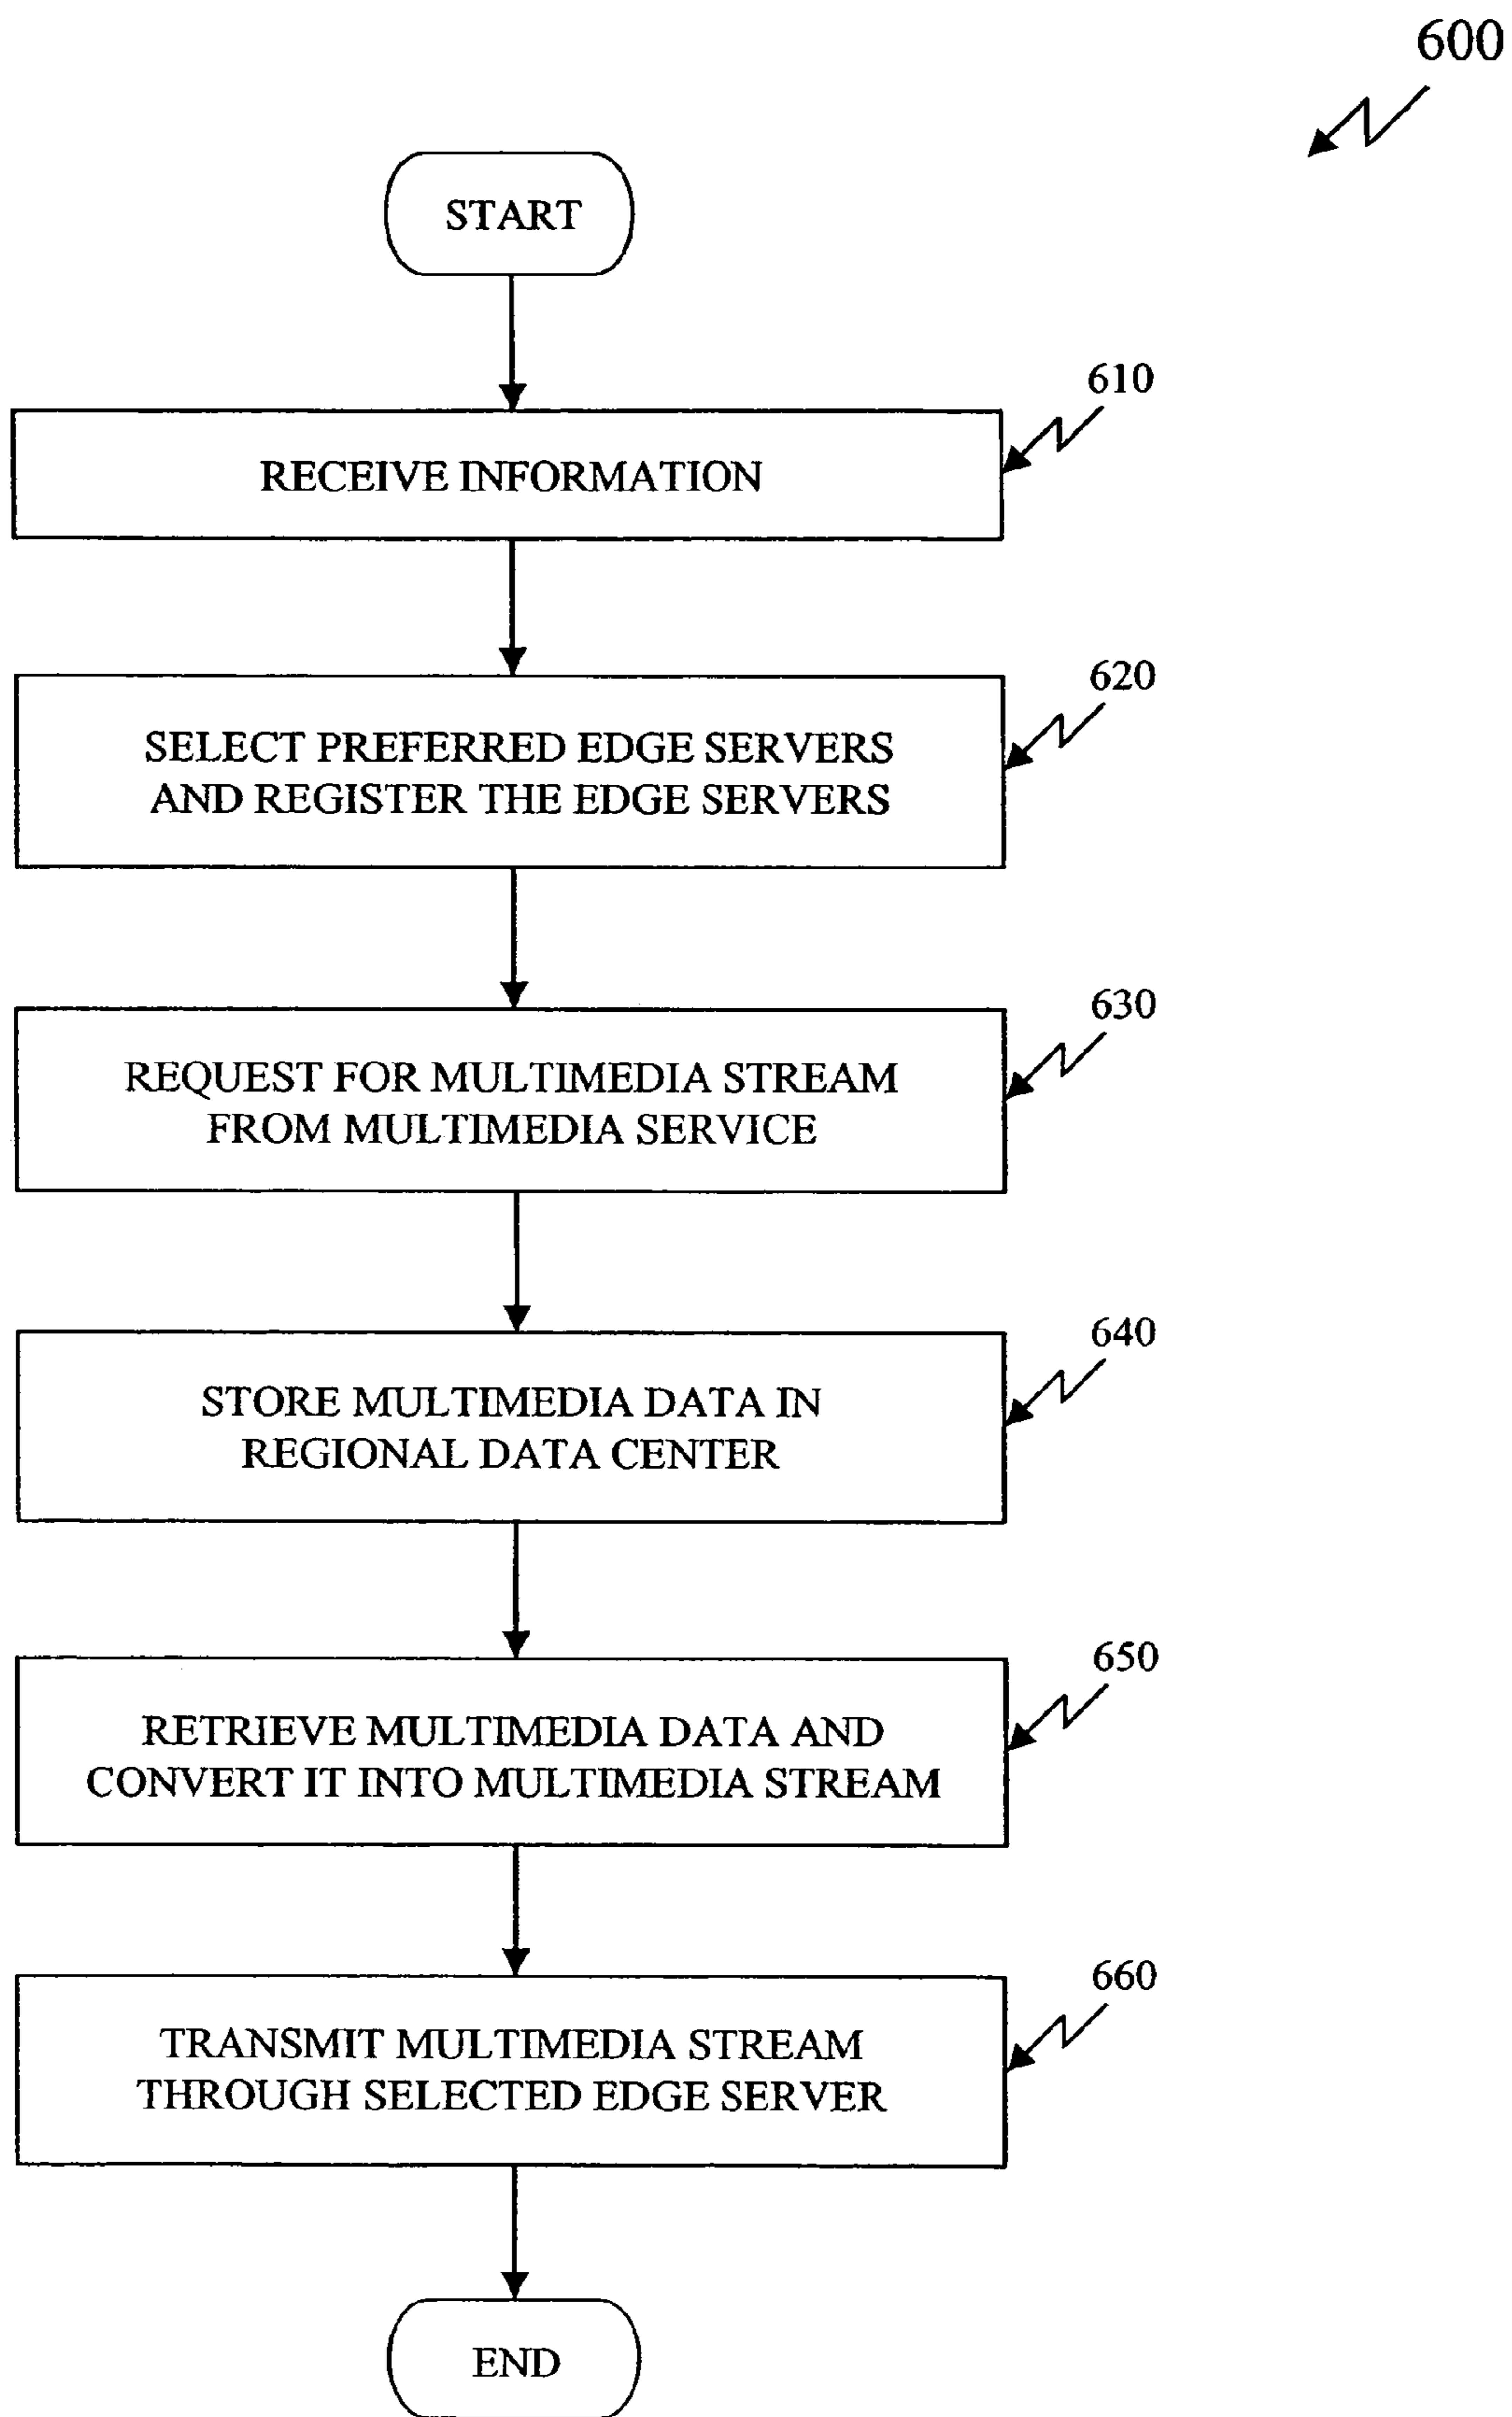 600
START
610
RECEIVE INFORMATION
620
SELECT PREFERRED EDGE SERVERS
AND REGISTER THE EDGE SERVERS
630
REQUEST FOR MULTIMEDIA STREAM
FROM MULTIMEDIA SERVICE
640
STORE MULTIMEDIA DATA IN
REGIONAL DATA CENTER
650
RETRIEVE MULTIMEDIA DATA AND
CONVERT IT INTO MULTIMEDIA STREAM
660
TRANSMIT MULTIMEDIA STREAM
THROUGH SELECTED EDGE SERVER
END